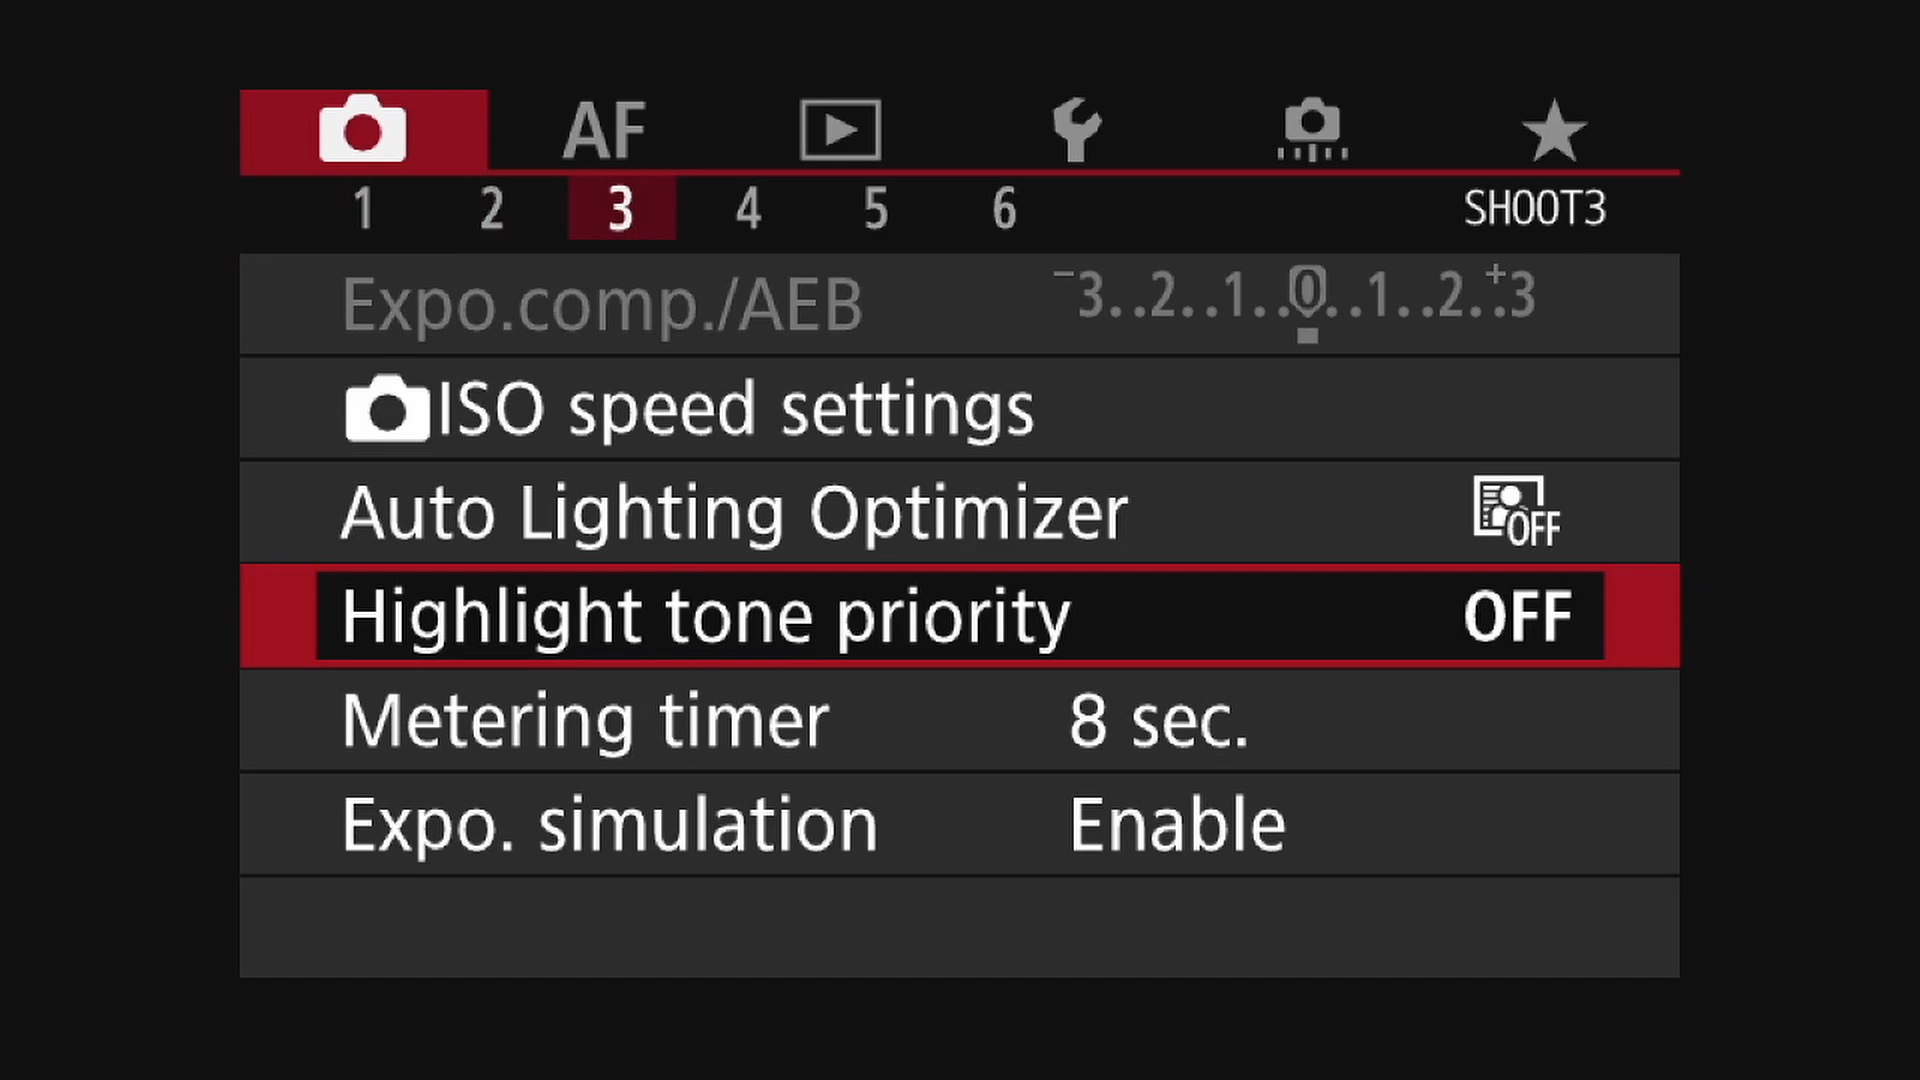 AF
1 2 3 4 5 6 SHOOT3
Expo.comp./AEB -3..2..1..0..1..2..+3
ISO speed settings
Auto Lighting Optimizer OFF
Highlight tone priority OFF
Metering timer 8 sec.
Expo. simulation Enable